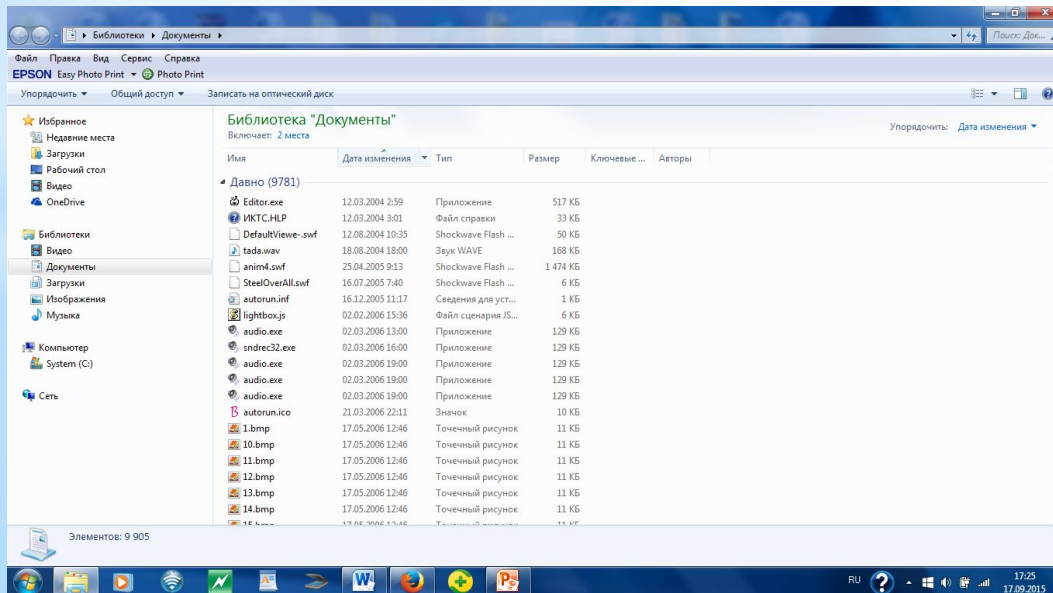 Библиотеки Документы
Поиск: Док...
Файл Правка Вид Сервис Справка
EPSON Easy Photo Print Photo Print
Упорядочить Общий доступ Записать на оптический диск
Избранное
Недавние места
Загрузки
Рабочий стол
Видео
OneDrive
Библиотеки
Видео
Документы
Загрузки
Изображения
Музыка
Компьютер
System (C:)
Сеть
Библиотека "Документы"
Включает: 2 места
Упорядочить: Дата изменения
Имя Дата изменения Тип Размер Ключевые ... Авторы
Давно (9781)
Editor.exe 12.03.2004 2:59 Приложение 517 КБ
ИКТС.HLP 12.03.2004 3:01 Файл справки 33 КБ
DefaultViewe-.swf 12.08.2004 10:35 Shockwave Flash ... 50 КБ
tada.wav 18.08.2004 18:00 Звук WAVE 168 КБ
anim4.swf 25.04.2005 9:13 Shockwave Flash ... 1 474 КБ
SteelOverAll.swf 16.07.2005 7:40 Shockwave Flash ... 6 КБ
autorun.inf 16.12.2005 11:17 Сведения для уст... 1 КБ
lightbox.js 02.02.2006 15:36 Файл сценария JS... 6 КБ
audio.exe 02.03.2006 13:00 Приложение 129 КБ
sndrec32.exe 02.03.2006 16:00 Приложение 129 КБ
audio.exe 02.03.2006 19:00 Приложение 129 КБ
audio.exe 02.03.2006 19:00 Приложение 129 КБ
audio.exe 02.03.2006 19:00 Приложение 129 КБ
autorun.ico 21.03.2006 22:11 Значок 10 КБ
1.bmp 17.05.2006 12:46 Точечный рисунок 11 КБ
10.bmp 17.05.2006 12:46 Точечный рисунок 11 КБ
11.bmp 17.05.2006 12:46 Точечный рисунок 11 КБ
12.bmp 17.05.2006 12:46 Точечный рисунок 11 КБ
13.bmp 17.05.2006 12:46 Точечный рисунок 11 КБ
14.bmp 17.05.2006 12:46 Точечный рисунок 11 КБ
Элементов: 9 905
RU
17:25
17.09.2015